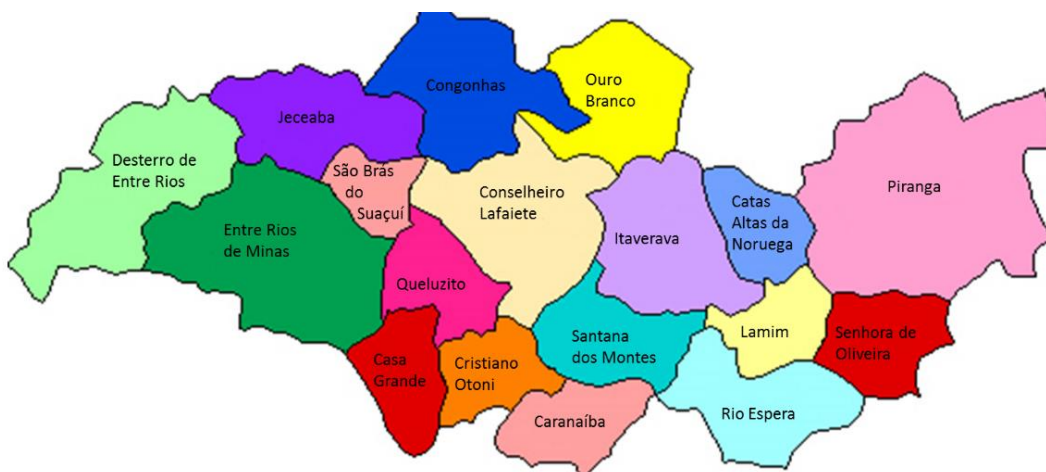 Congonhas
Ouro
Branco
Jeceaba
Desterro de
Entre Rios
São Brás
do
Suaçuí
Conselheiro
Lafaiete
Catas
Altas da
Noruega
Piranga
Entre Rios
de Minas
Itaverava
Queluzito
Santana
dos Montes
Lamim
Senhora de
Oliveira
Casa
Grande
Cristiano
Otoni
Caranaíba
Rio Espera